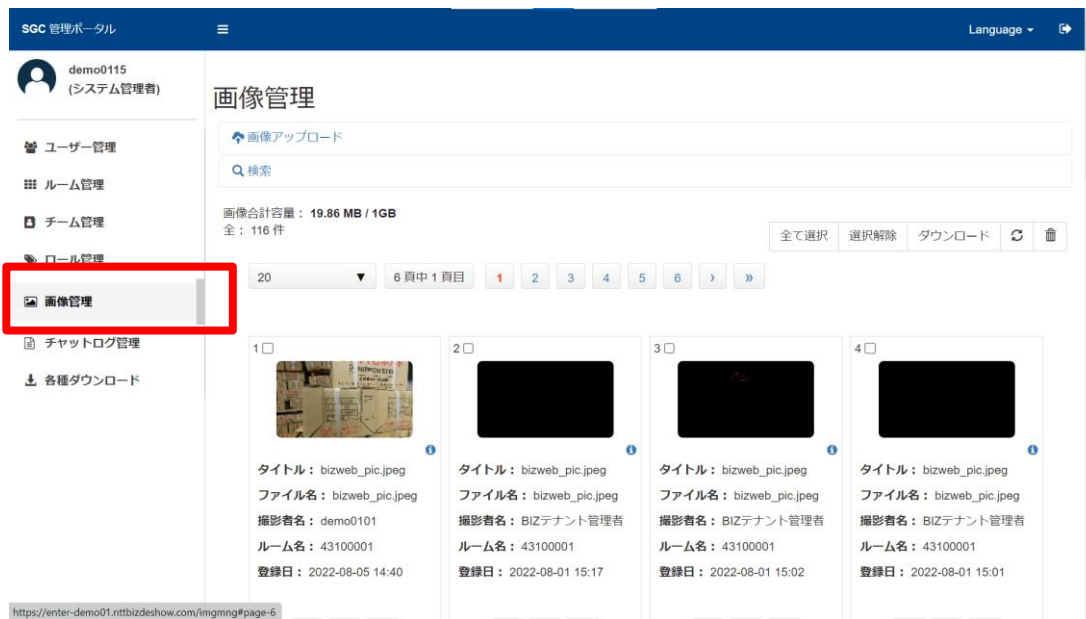 SGC 管理ポータル
Language
demo0115
(システム管理者)
ユーザー管理
ルーム管理
チーム管理
ロール管理
画像管理
チャットログ管理
各種ダウンロード
画像管理
画像アップロード
検索
画像合計容量： 19.86 MB / 1GB
全： 116 件
全て選択 選択解除 ダウンロード
20 6 頁中 1 頁目 1 2 3 4 5 6 › »
1 2 3 4
タイトル： bizweb_pic.jpeg タイトル： bizweb_pic.jpeg タイトル： bizweb_pic.jpeg タイトル： bizweb_pic.jpeg
ファイル名： bizweb_pic.jpeg ファイル名： bizweb_pic.jpeg ファイル名： bizweb_pic.jpeg ファイル名： bizweb_pic.jpeg
撮影者名： demo0101 撮影者名： BIZテナント管理者 撮影者名： BIZテナント管理者 撮影者名： BIZテナント管理者
ルーム名： 43100001 ルーム名： 43100001 ルーム名： 43100001 ルーム名： 43100001
登録日： 2022-08-05 14:40 登録日： 2022-08-01 15:17 登録日： 2022-08-01 15:02 登録日： 2022-08-01 15:01
https://enter-demo01.nttbizdeshow.com/imgmng#page-6